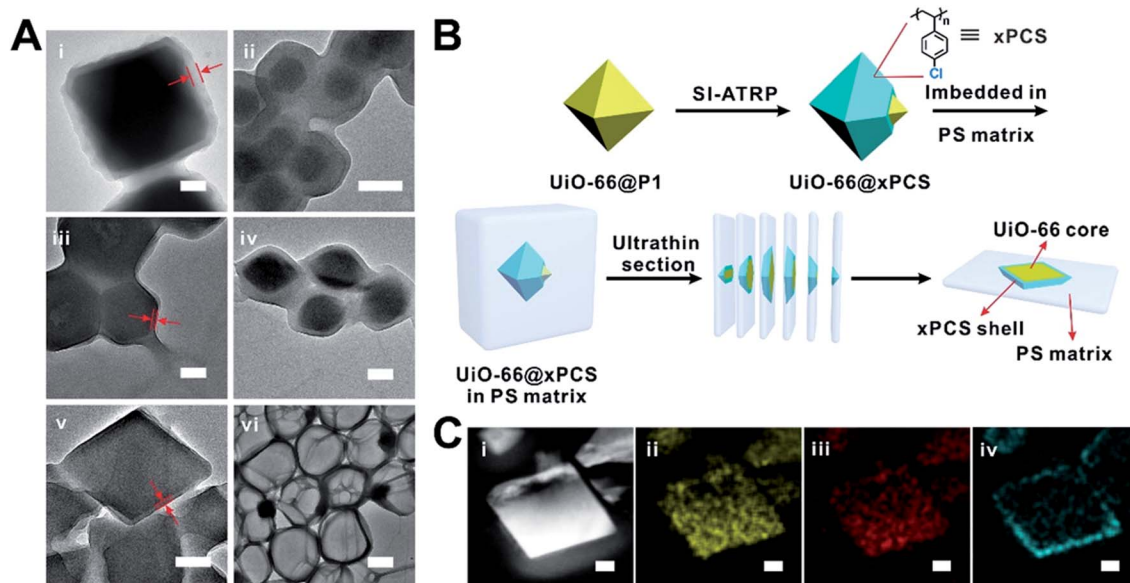 A
i
ii
iii
iv
v
vi
B
n
Cl
≡ xPCS
SI-ATRP
Imbedded in
PS matrix
UiO-66@P1
UiO-66@xPCS
Ultrathin
section
UiO-66 core
xPCS shell
PS matrix
UiO-66@xPCS
in PS matrix
C
i
ii
iii
iv